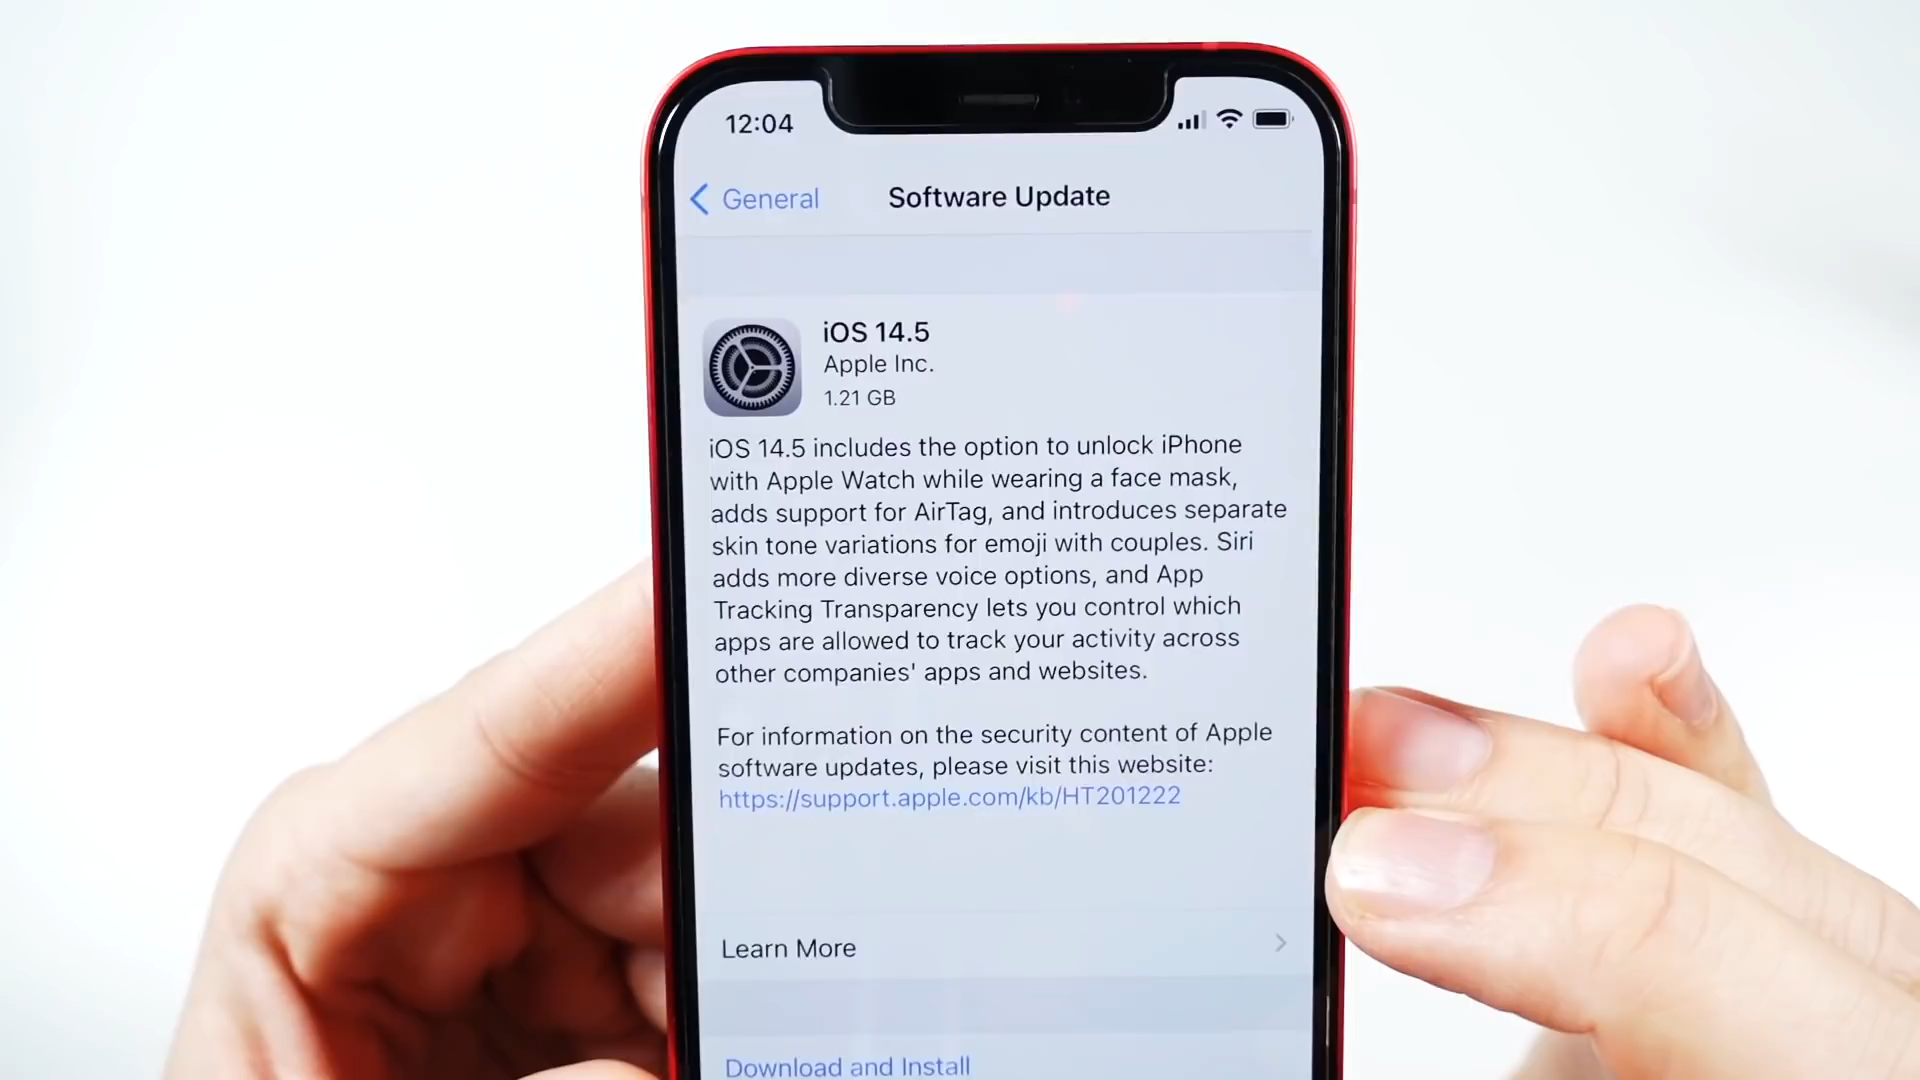 12:04
General
Software Update
iOS 14.5
Apple Inc.
1.21 GB
iOS 14.5 includes the option to unlock iPhone
with Apple Watch while wearing a face mask,
adds support for AirTag, and introduces separate
skin tone variations for emoji with couples. Siri
adds more diverse voice options, and App
Tracking Transparency lets you control which
apps are allowed to track your activity across
other companies' apps and websites.
For information on the security content of Apple
software updates, please visit this website:
https://support.apple.com/kb/HT201222
Learn More
Download and Install